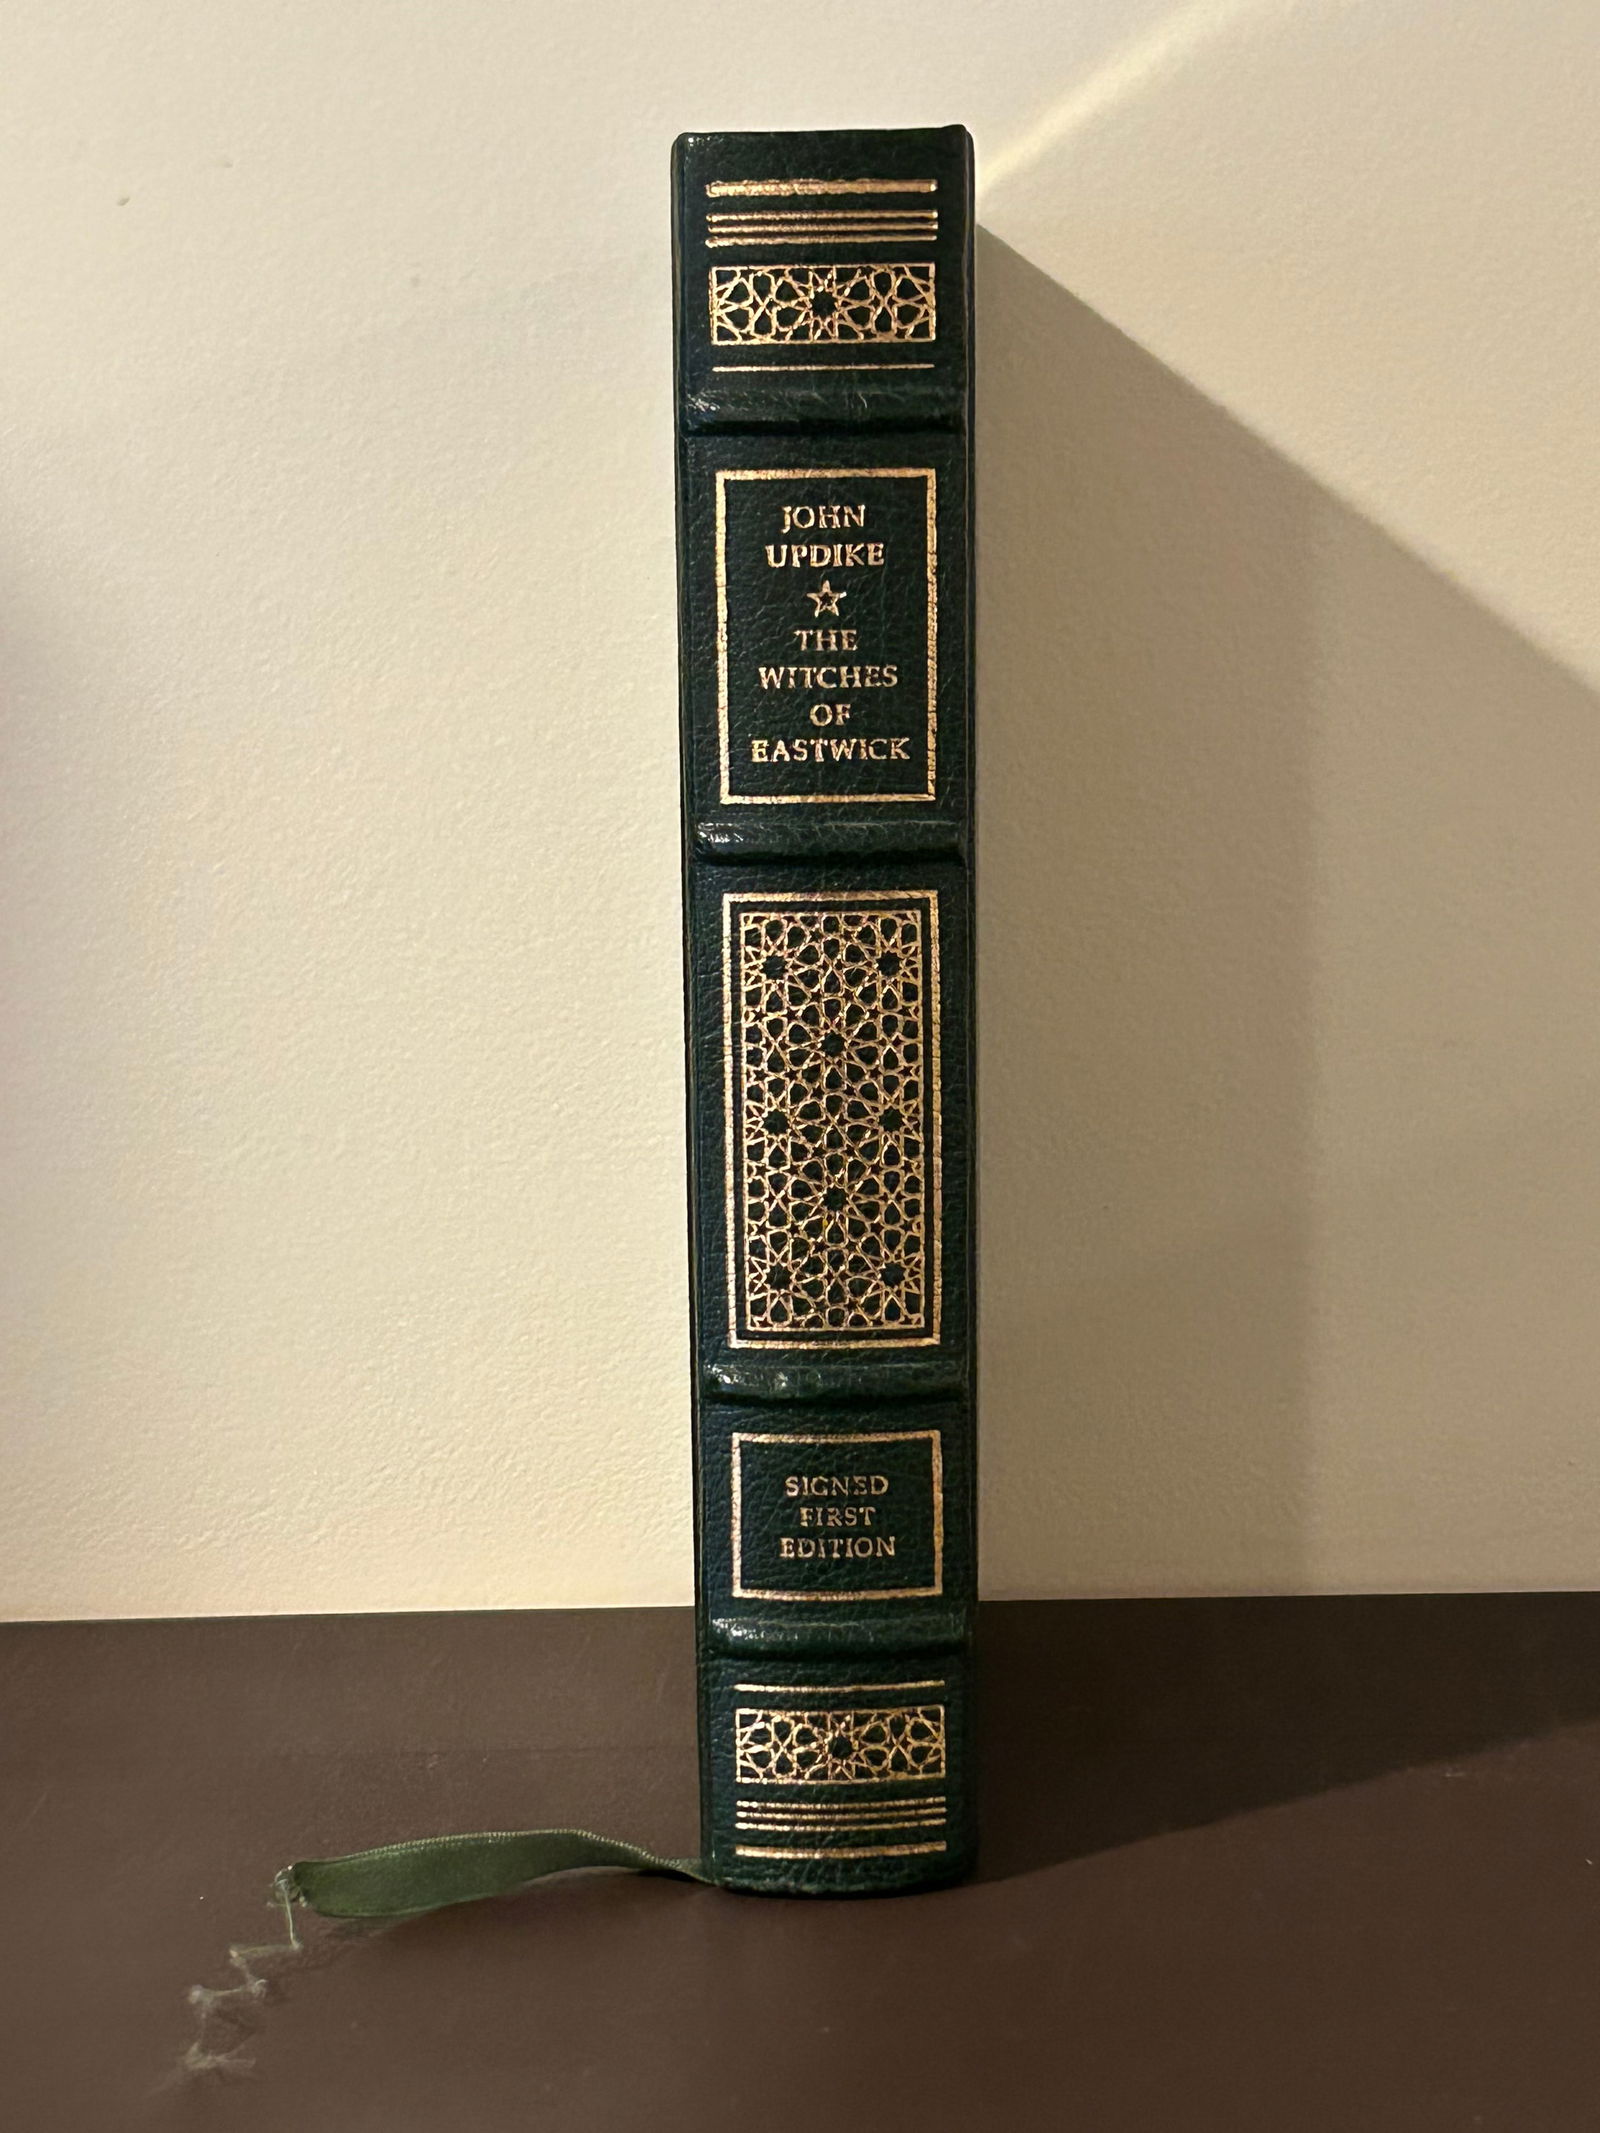 JOHN
UPDIKE
THE
WITCHES
OF
EASTWICK
SIGNED
FIRST
EDITION